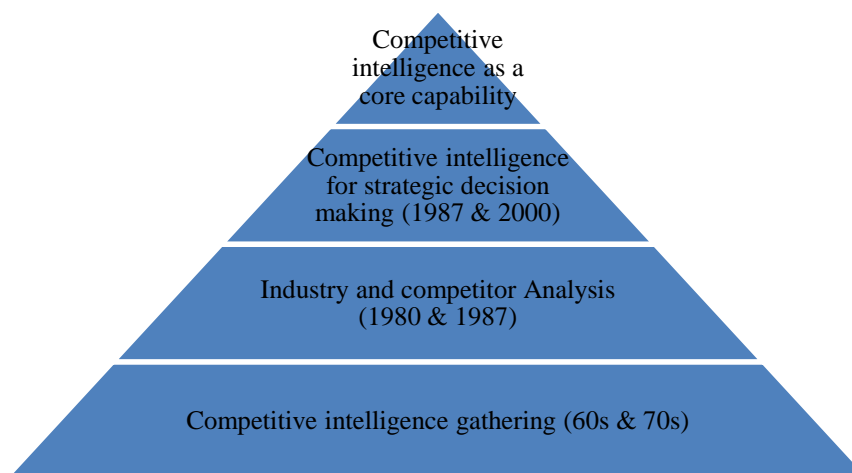 Competitive
intelligence as a
core capability
Competitive intelligence
for strategic decision
making (1987 & 2000)
Industry and competitor Analysis
(1980 & 1987)
Competitive intelligence gathering (60s & 70s)